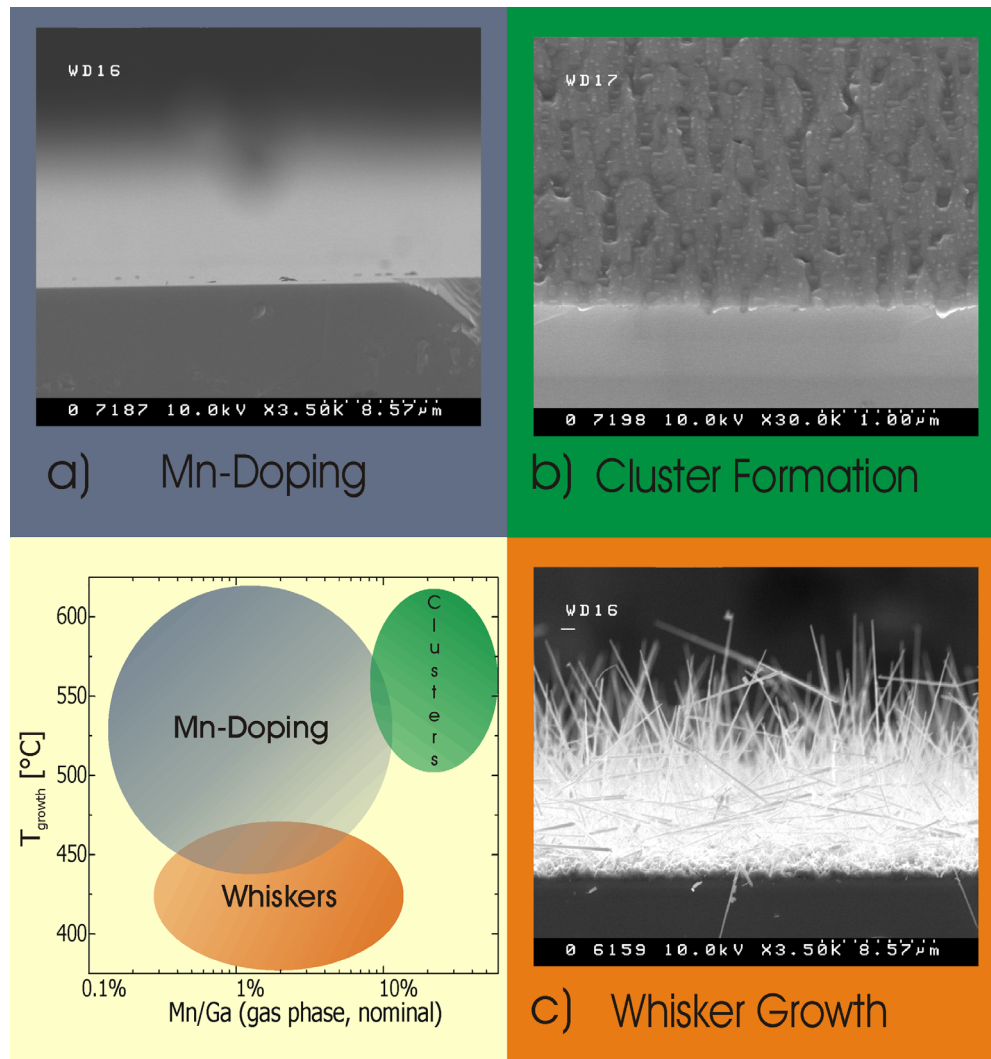 WD16
0 7187 10.0kV X3.50K 8.57µm
a) Mn-Doping
WD17
0 7198 10.0kV X30.0K 1.00µm
b) Cluster Formation
600
550
500
450
400
Tgrowth [°C]
Mn-Doping
Clusters
Whiskers
0.1% 1% 10%
Mn/Ga (gas phase, nominal)
WD16
0 6159 10.0kV X3.50K 8.57µm
c) Whisker Growth